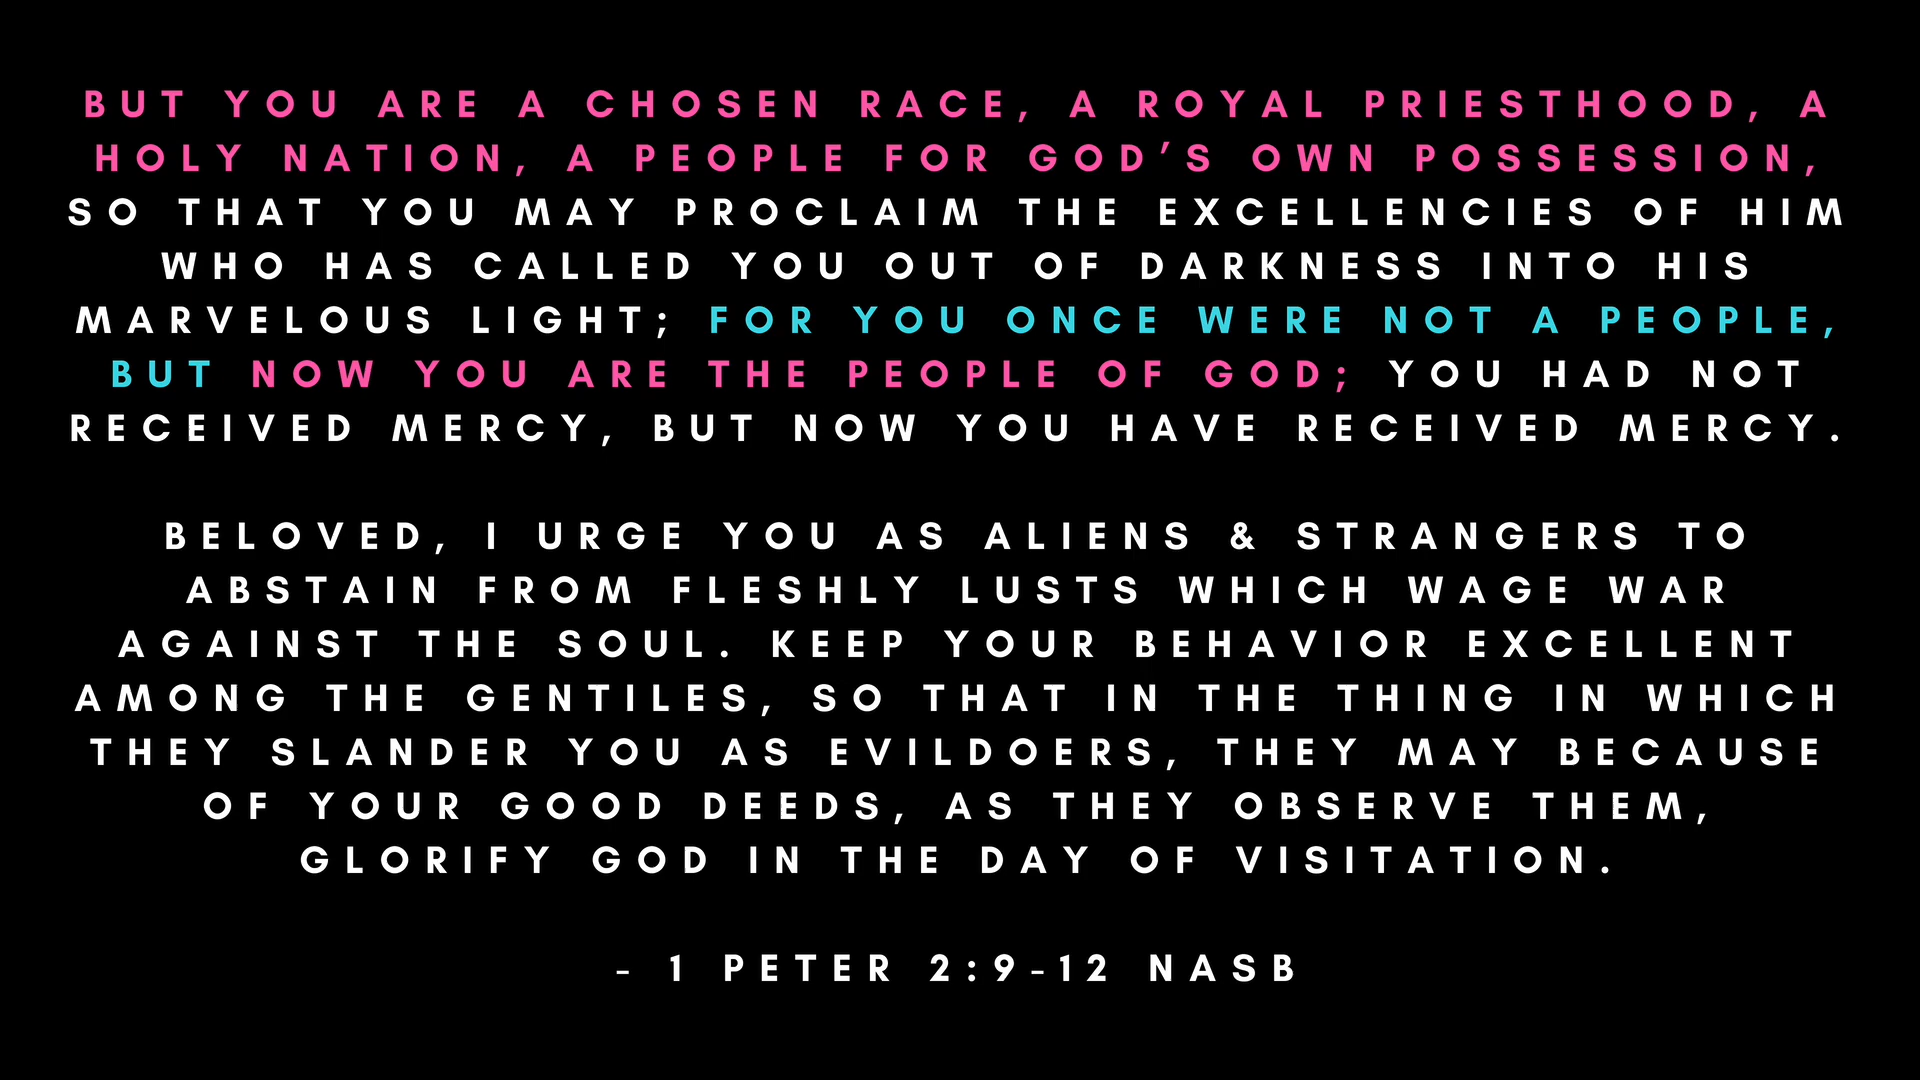 BUT YOU ARE A CHOSEN RACE, A ROYAL PRIESTHOOD, A
HOLY NATION, A PEOPLE FOR GOD’S OWN POSSESSION,
SO THAT YOU MAY PROCLAIM THE EXCELLENCIES OF HIM
WHO HAS CALLED YOU OUT OF DARKNESS INTO HIS
MARVELOUS LIGHT; FOR YOU ONCE WERE NOT A PEOPLE,
BUT NOW YOU ARE THE PEOPLE OF GOD; YOU HAD NOT
RECEIVED MERCY, BUT NOW YOU HAVE RECEIVED MERCY.
BELOVED, I URGE YOU AS ALIENS & STRANGERS TO
ABSTAIN FROM FLESHLY LUSTS WHICH WAGE WAR
AGAINST THE SOUL. KEEP YOUR BEHAVIOR EXCELLENT
AMONG THE GENTILES, SO THAT IN THE THING IN WHICH
THEY SLANDER YOU AS EVILDOERS, THEY MAY BECAUSE
OF YOUR GOOD DEEDS, AS THEY OBSERVE THEM,
GLORIFY GOD IN THE DAY OF VISITATION.
- 1 PETER 2:9-12 NASB